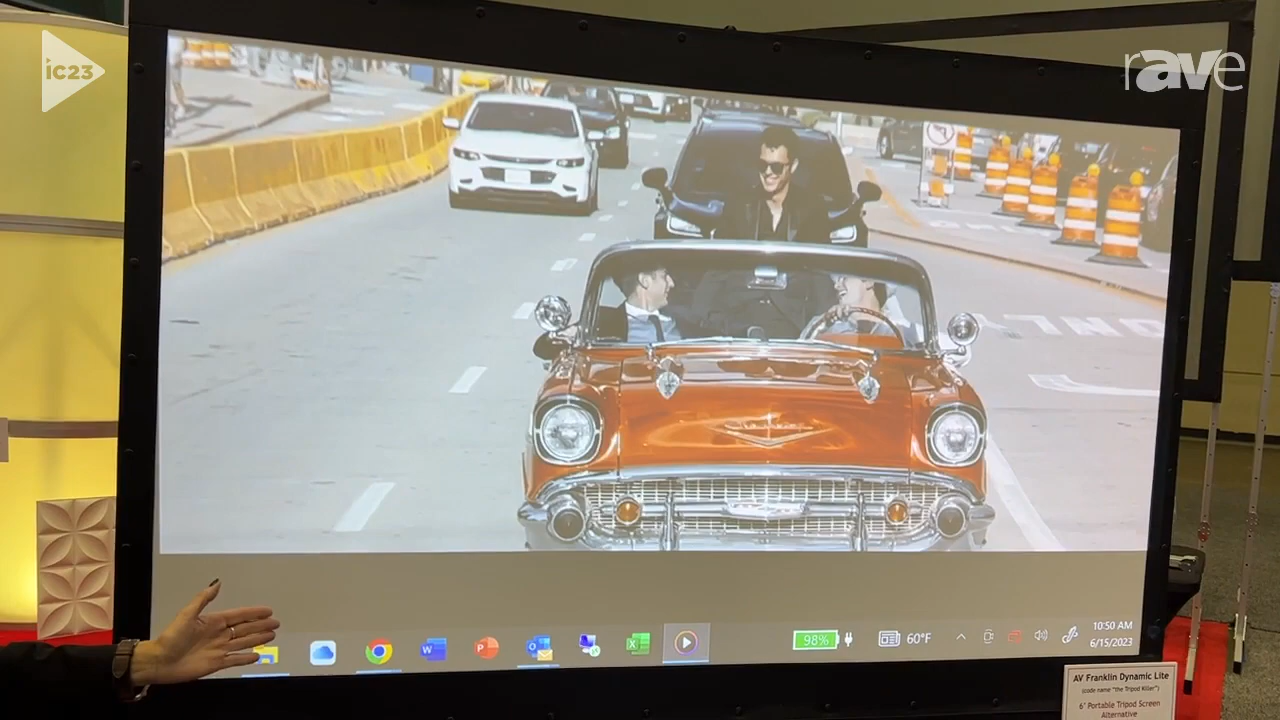 ic23
rave
ONLY
98%
60°F
10:50 AM
6/15/2023
AV Franklin Dynamic Lite
(code name "the Tripod Killer")
6' Portable Tripod Screen
Alternative